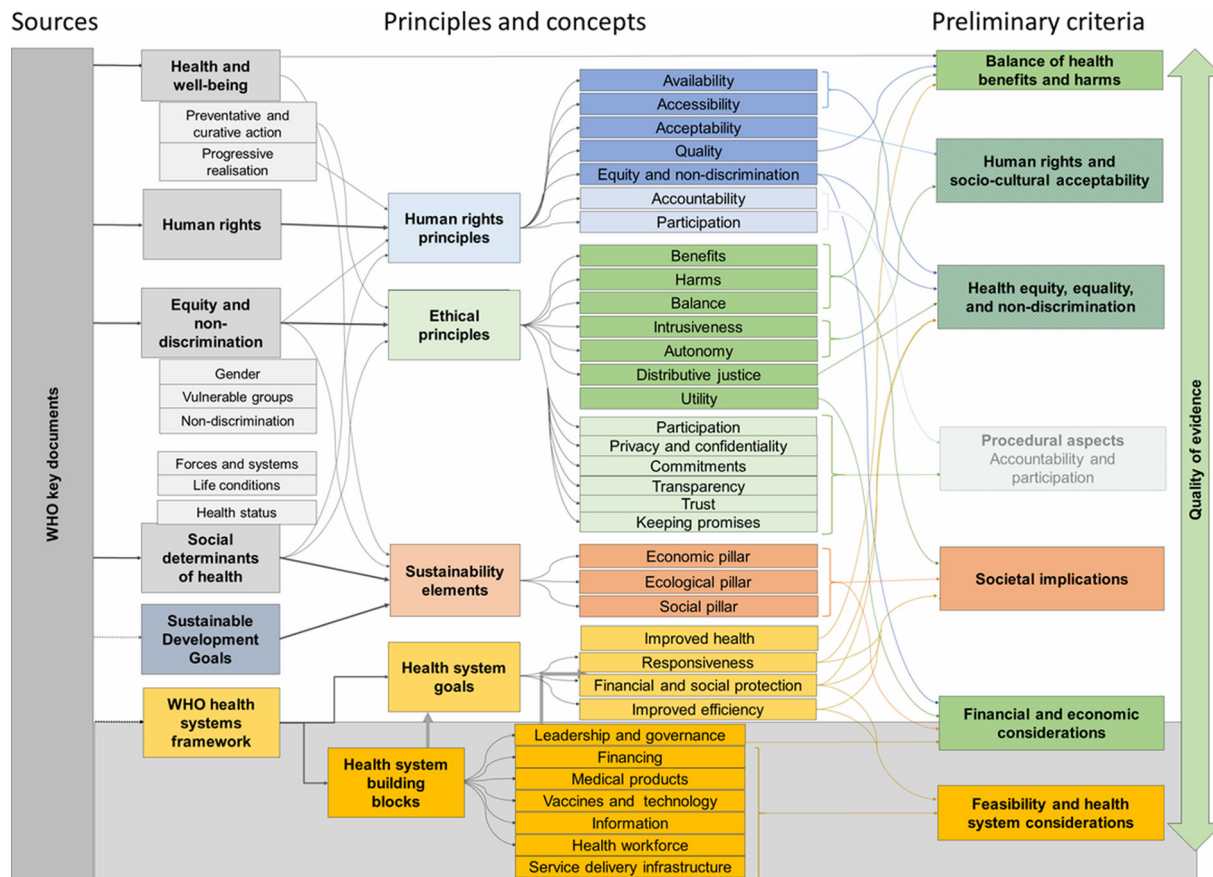 Sources
Principles and concepts
Preliminary criteria
WHO key documents
Health and
well-being
Preventative and
curative action
Progressive
realisation
Human rights
Equity and
non-
discrimination
Gender
Vulnerable groups
Non-discrimination
Forces and systems
Life conditions
Health status
Social
determinants
of health
Sustainable
Development
Goals
WHO health
systems
framework
Human rights
principles
Ethical
principles
Sustainability
elements
Health system
goals
Health system
building
blocks
Availability
Accessibility
Acceptability
Quality
Equity and non-discrimination
Accountability
Participation
Benefits
Harms
Balance
Intrusiveness
Autonomy
Distributive justice
Utility
Participation
Privacy and confidentiality
Commitments
Transparency
Trust
Keeping promises
Economic pillar
Ecological pillar
Social pillar
Improved health
Responsiveness
Financial and social protection
Improved efficiency
Leadership and governance
Financing
Medical products
Vaccines and technology
Information
Health workforce
Service delivery infrastructure
Balance of health
benefits and harms
Human rights and
socio-cultural acceptability
Health equity, equality,
and non-discrimination
Procedural aspects
Accountability and
participation
Societal implications
Financial and economic
considerations
Feasibility and health
system considerations
Quality of evidence